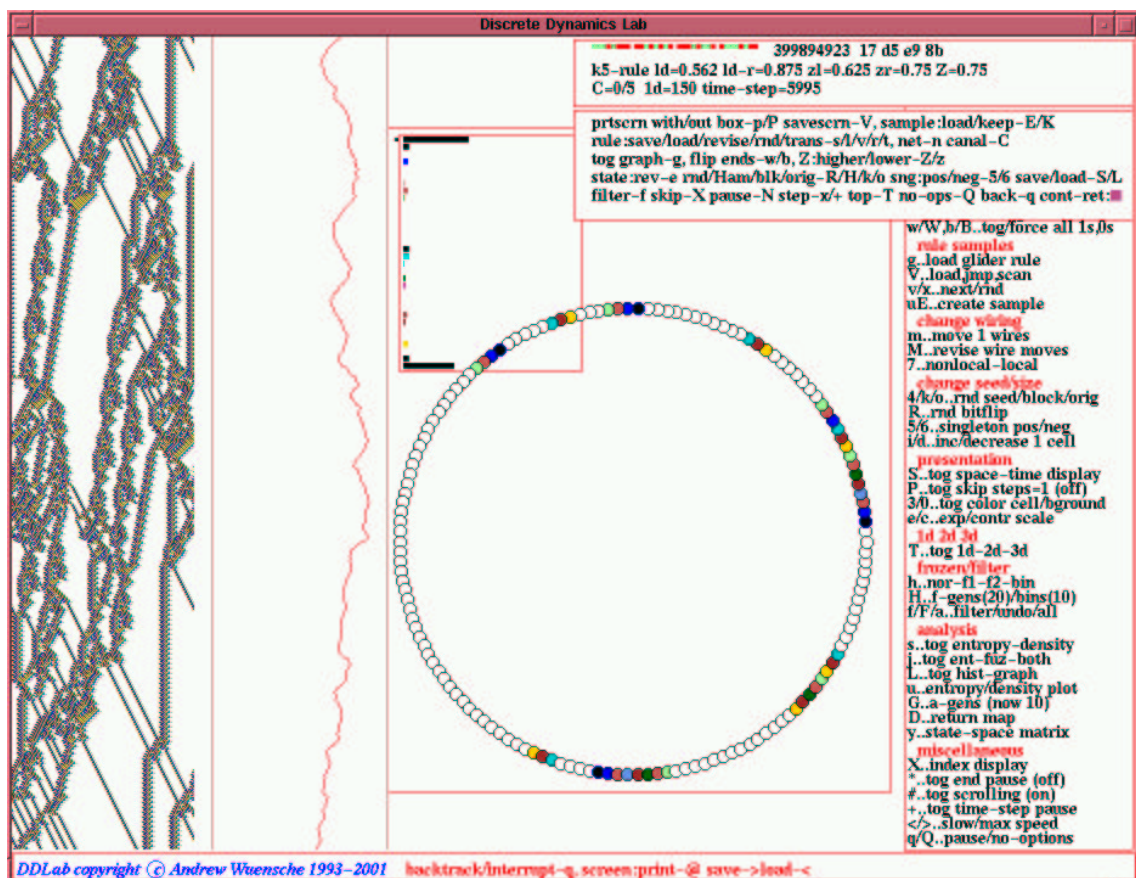 Discrete Dynamics Lab
399894923 17 d5 e9 8b
k5-rule ld=0.562 ld-r=0.875 zl=0.625 zr=0.75 Z=0.75
C=0/5 1d=150 time-step=5995
prtscrn with/out box-p/P savescrn-V, sample:load/keep-E/K
rule:save/load/revise/rnd/trans-s/l/v/r/t, net-n canal-C
tog graph-g, flip ends-w/b, Z:higher/lower-Z/z
state:rev-e rnd/Ham/blk/orig-R/H/k/o sng:pos/neg-5/6 save/load-S/L
filter-f skip-X pause-N step-x/+ top-T no-ops-Q back-q cont-ret:
w/W,b/B..tog/force all 1s,0s
rule samples
g..load glider rule
V..load,jmp,scan
v/x..next/rnd
uE..create sample
change wiring
m..move 1 wires
M..revise wire moves
7..nonlocal-local
change seed/size
4/k/o..rnd seed/block/orig
R..rnd bitflip
5/6..singleton pos/neg
i/d..inc/decrease 1 cell
presentation
S..tog space-time display
P..tog skip steps=1 (off)
3/0..tog color cell/bground
e/c..exp/contr scale
1d 2d 3d
T..tog 1d-2d-3d
frozen/filter
h..nor-f1-f2-bin
H..f-gens(20)/bins(10)
f/F/a..filter/undo/all
analysis
s..tog entropy-density
j..tog ent-fuz-both
L..tog hist-graph
u..entropy/density plot
G..a-gens (now 10)
D..return map
y..state-space matrix
miscellaneous
X..index display
*..tog end pause (off)
#..tog scrolling (on)
+..tog time-step pause
</>..slow/max speed
q/Q..pause/no-options
DDLab copyright © Andrew Wuensche 1993-2001 backtrack/interrupt-q, screen:print-@ save->load-<